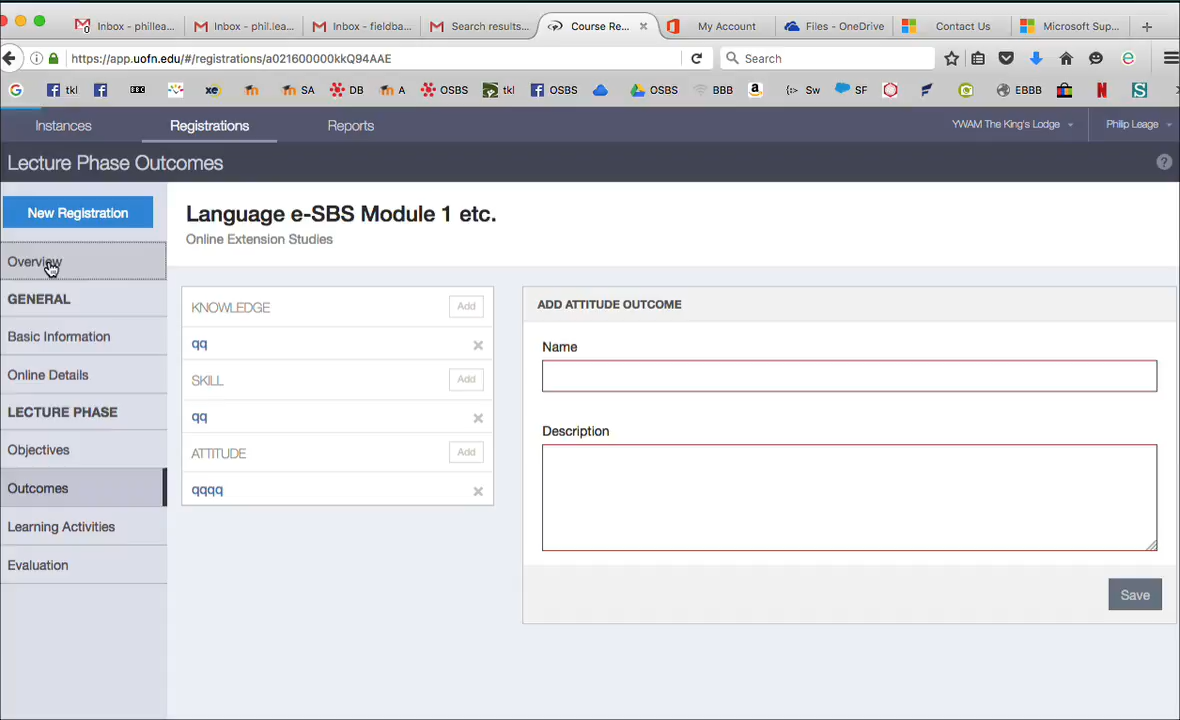 Inbox - phillea...
Inbox - phil.lea...
Inbox - fieldba...
Search results...
Course Re...
My Account
Files - OneDrive
Contact Us
Microsoft Sup...
https://app.uofn.edu/#/registrations/a021600000kkQ94AAE
Search
tkl
BBC
xe
SA
DB
A
OSBS
tkl
OSBS
OSBS
BBB
Sw
SF
EBBB
Instances
Registrations
Reports
YWAM The King's Lodge
Philip Leage
Lecture Phase Outcomes
?
New Registration
Overview
GENERAL
Basic Information
Online Details
LECTURE PHASE
Objectives
Outcomes
Learning Activities
Evaluation
Language e-SBS Module 1 etc.
Online Extension Studies
KNOWLEDGE
Add
qq
SKILL
Add
qq
ATTITUDE
Add
qqqq
ADD ATTITUDE OUTCOME
Name
Description
Save